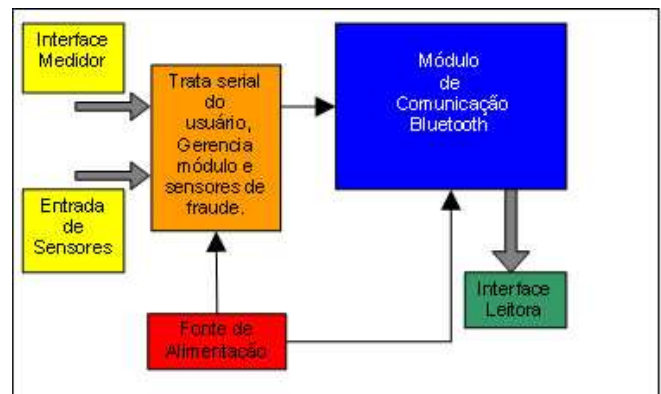 Interface
Medidor
Trata serial
do
usuário,
Gerencia
módulo e
sensores de
fraude.
Módulo
de
Comunicação
Bluetooth
Entrada
de
Sensores
Interface
Leitora
Fonte de
Alimentação